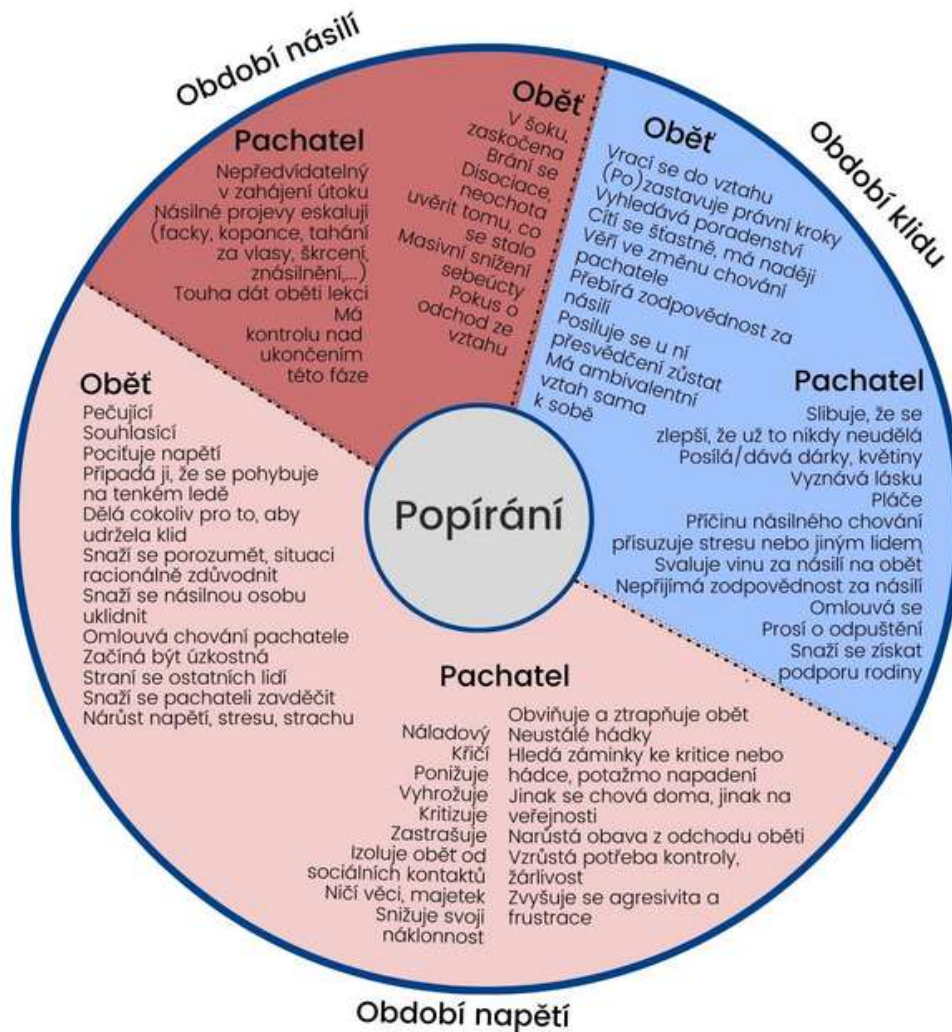 Období násilí
Pachatel
Nepředvídatelný
v zahájení útoku
Násilné projevy eskalují
(facky, kopance, tahání
za vlasy, škrcení,
znásilnění,...)
Touha dát oběti lekci
Má
kontrolu nad
ukončením
této fáze
Oběť
V šoku,
zaskočena
Brání se
Disociace,
neochota
uvěřit tomu, co
se stalo
Masivní snížení
sebeúcty
Pokus o
odchod ze
vztahu
Období klidu
Oběť
Vrací se do vztahu
(Po)zastavuje právní kroky
Vyhledává poradenství
Cítí se šťastně, má naději
Věří ve změnu chování
pachatele
Přebírá zodpovědnost za
násilí
Posiluje se u ní
přesvědčení zůstat
Má ambivalentní
vztah sama
k sobě
Pachatel
Slibuje, že se
zlepší, že už to nikdy neudělá
Posílá/dává dárky, květiny
Vyznává lásku
Pláče
Příčinu násilného chování
přisuzuje stresu nebo jiným lidem
Svaluje vinu za násilí na oběť
Nepřijímá zodpovědnost za násilí
Omlouvá se
Prosí o odpuštění
Snaží se získat
podporu rodiny
Popírání
Oběť
Pečující
Souhlasící
Pociťuje napětí
Připadá ji, že se pohybuje
na tenkém ledě
Dělá cokoliv pro to, aby
udržela klid
Snaží se porozumět, situaci
racionálně zdůvodnit
Snaží se násilnou osobu
uklidnit
Omlouvá chování pachatele
Začíná být úzkostná
Straní se ostatních lidí
Snaží se pachateli zavděčit
Nárůst napětí, stresu, strachu
Pachatel
Náladový
Křičí
Ponižuje
Vyhrožuje
Kritizuje
Zastrašuje
Izoluje oběť od
sociálních kontaktů
Ničí věci, majetek
Snižuje svoji
náklonnost
Obviňuje a ztrapňuje oběť
Neustálé hádky
Hledá záminky ke kritice nebo
hádce, potažmo napadení
Jinak se chová doma, jinak na
veřejnosti
Narůstá obava z odchodu oběti
Vzrůstá potřeba kontroly,
žárlivost
Zvyšuje se agresivita a
frustrace
Období napětí